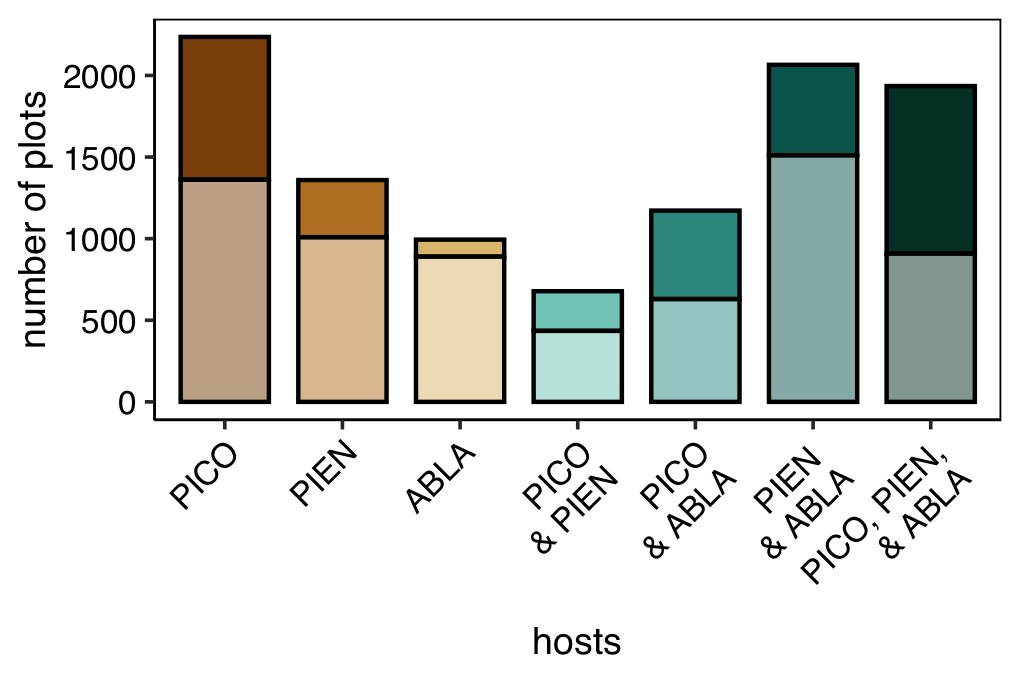 number of plots
2000
1500
1000
500
0
PICO
PIEN
ABLA
PICO
& PIEN
PICO
& ABLA
PIEN
& ABLA
PICO, PIEN,
& ABLA
hosts